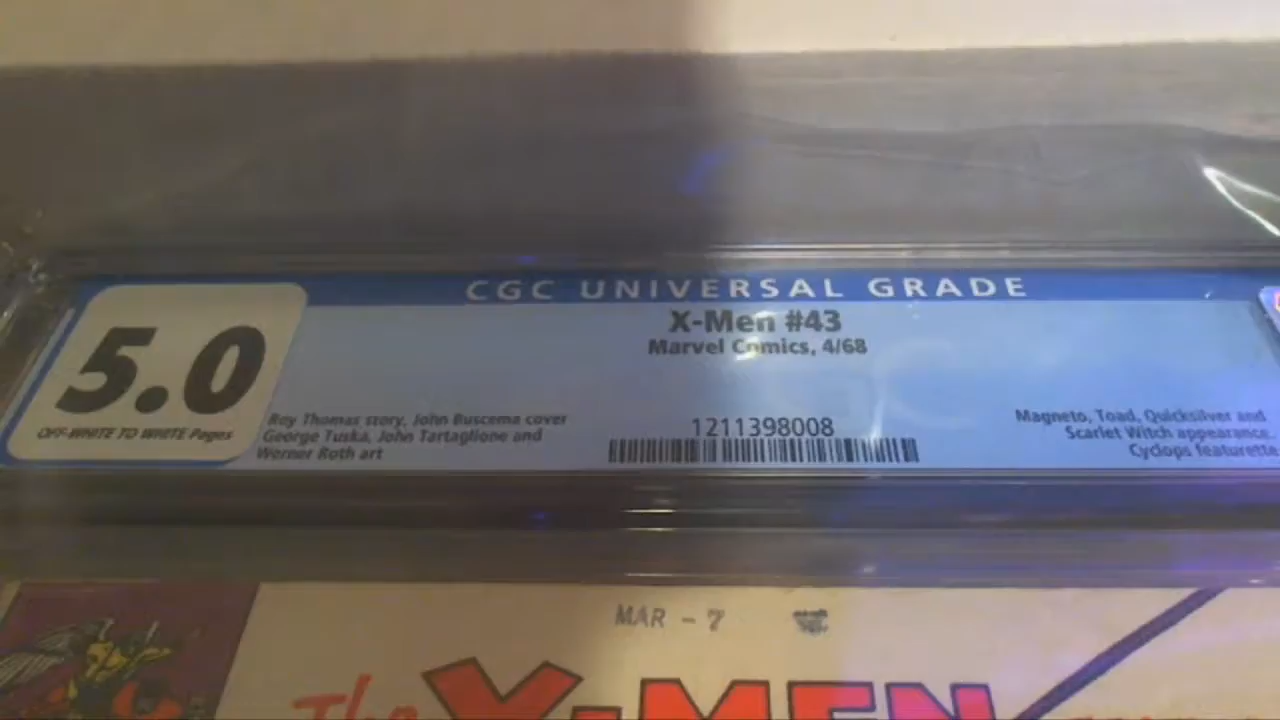 CGC UNIVERSAL GRADE
X-Men #43
Marvel Comics, 4/68
5.0
OFF-WHITE TO WHITE Pages
Roy Thomas story, John Buscema cover
George Tuska, John Tartaglione and
Werner Roth art
1211398008
Magneto, Toad, Quicksilver and
Scarlet Witch appearance.
Cyclops featurette
MAR - 7
The X-MEN